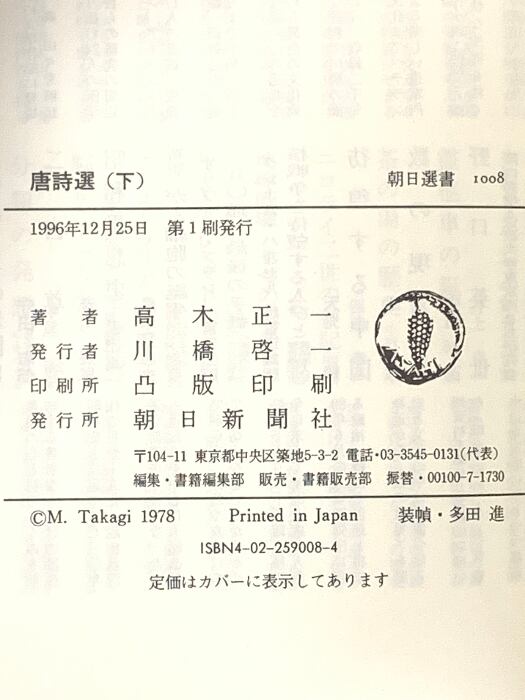 唐詩選（下） 朝日選書 1008
1996年12月25日 第1刷発行
著者 高木正一
発行者 川橋啓一
印刷所 凸版印刷
発行所 朝日新聞社
〒104-11 東京都中央区築地5-3-2 電話・03-3545-0131(代表)
編集・書籍編集部 販売・書籍販売部 振替・00100-7-1730
©M. Takagi 1978 Printed in Japan 装幀・多田 進
ISBN4-02-259008-4
定価はカバーに表示してあります